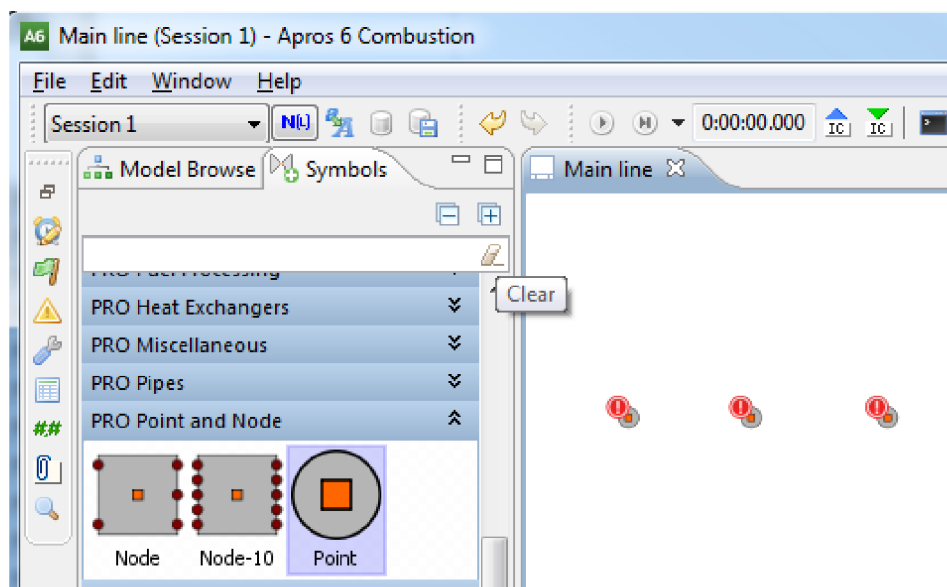 A6 Main line (Session 1) - Apros 6 Combustion
File Edit Window Help
Session 1 N(L) A 0:00:00.000 IC IC
Model Browse Symbols Main line
Clear
PRO Heat Exchangers
PRO Miscellaneous
PRO Pipes
PRO Point and Node
#.#
Node Node-10 Point